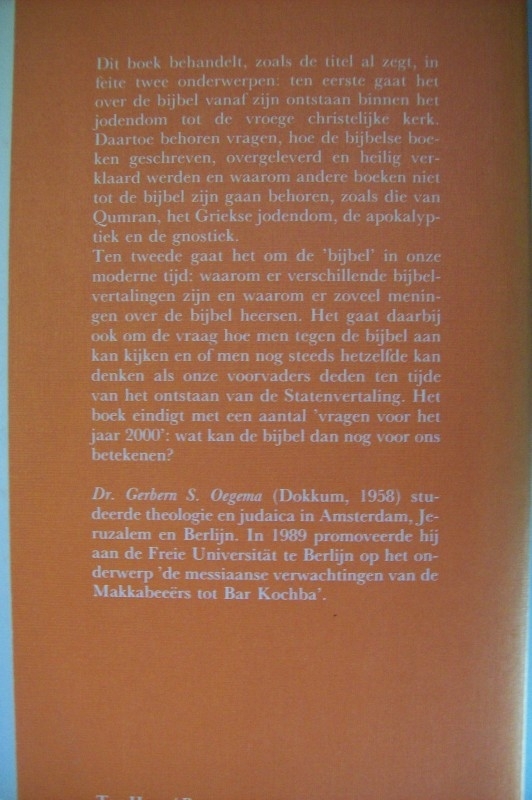 Dit boek behandelt, zoals de titel al zegt, in
feite twee onderwerpen: ten eerste gaat het
over de bijbel vanaf zijn ontstaan binnen het
jodendom tot de vroege christelijke kerk.
Daartoe behoren vragen, hoe de bijbelse boe-
ken geschreven, overgeleverd en heilig ver-
klaard werden en waarom andere boeken niet
tot de bijbel zijn gaan behoren, zoals die van
Qumran, het Griekse jodendom, de apokalyp-
tiek en de gnostiek.
Ten tweede gaat het om de 'bijbel' in onze
moderne tijd: waarom er verschillende bijbel-
vertalingen zijn en waarom er zoveel menin-
gen over de bijbel heersen. Het gaat daarbij
ook om de vraag hoe men tegen de bijbel aan
kan kijken en of men nog steeds hetzelfde kan
denken als onze voorvaders deden ten tijde
van het ontstaan van de Statenvertaling. Het
boek eindigt met een aantal 'vragen voor het
jaar 2000': wat kan de bijbel dan nog voor ons
betekenen?
Dr. Gerbern S. Oegema (Dokkum, 1958) stu-
deerde theologie en judaica in Amsterdam, Je-
ruzalem en Berlijn. In 1989 promoveerde hij
aan de Freie Universität te Berlijn op het on-
derwerp 'de messiaanse verwachtingen van de
Makkabeeërs tot Bar Kochba'.